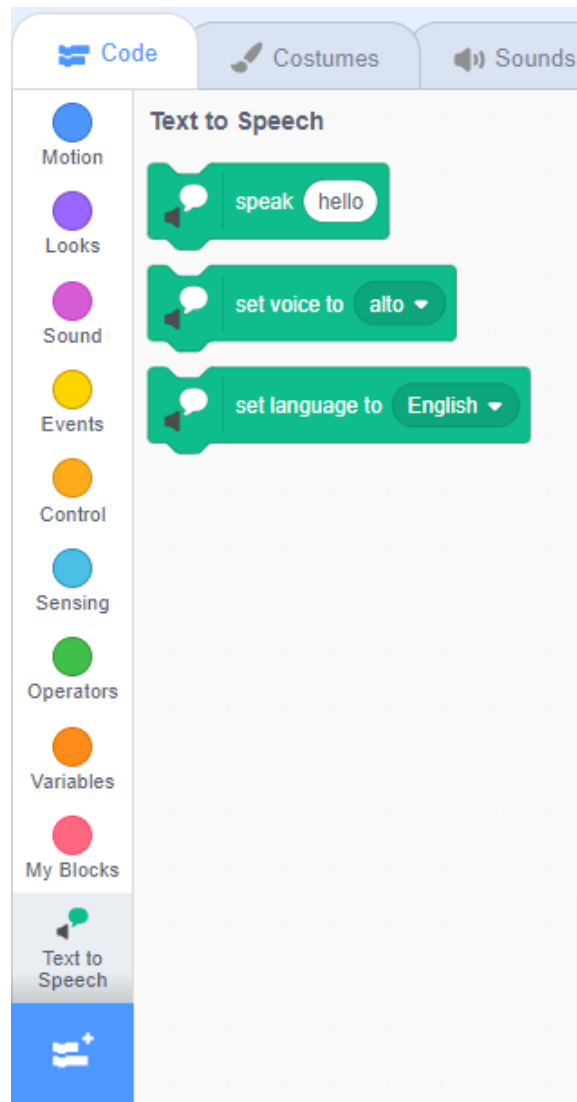 Code
Costumes
Sounds
Motion
Looks
Sound
Events
Control
Sensing
Operators
Variables
My Blocks
Text to
Speech
Text to Speech
speak hello
set voice to alto
set language to English